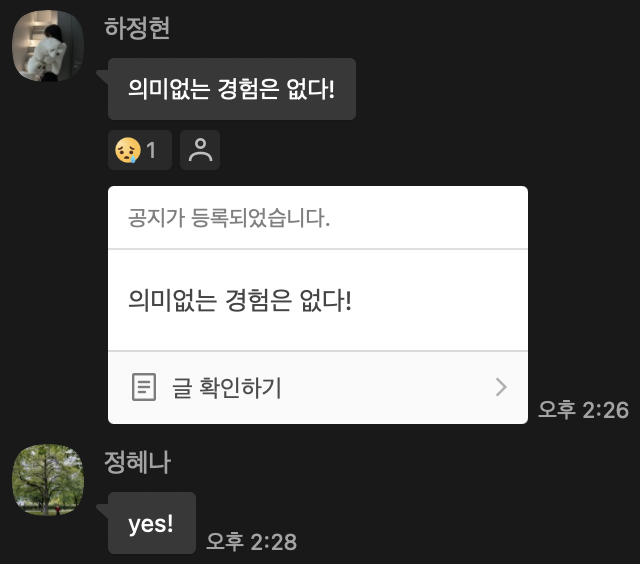 하정현
의미없는 경험은 없다!
1
공지가 등록되었습니다.
의미없는 경험은 없다!
글 확인하기
오후 2:26
정혜나
yes!
오후 2:28